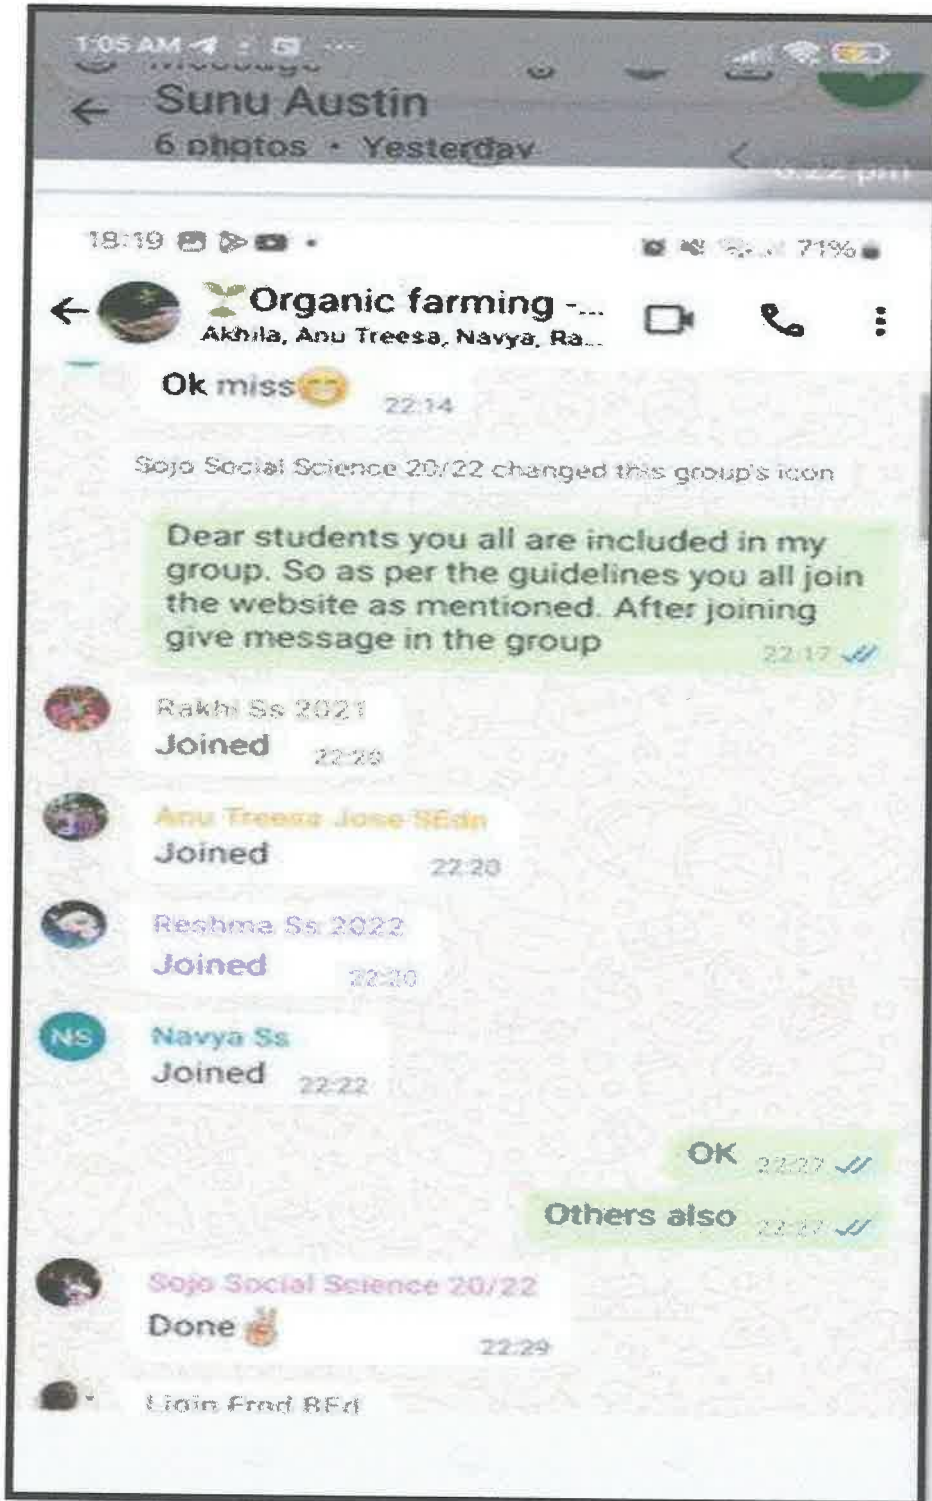 1:05 AM
Message
Sunu Austin
6 photos • Yesterday
6:22 pm
18:19
71%
Organic farming -...
Akhila, Anu Treesa, Navya, Ra...
Ok miss😁
22:14
Sojo Social Science 20/22 changed this group's icon
Dear students you all are included in my
group. So as per the guidelines you all join
the website as mentioned. After joining
give message in the group
22:17
Rakhi Ss 2021
Joined 22:20
Anu Treesa Jose SEdn
Joined 22:20
Reshma Ss 2022
Joined 22:20
NS
Navya Ss
Joined 22:22
OK 22:27
Others also 22:27
Sojo Social Science 20/22
Done✌
22:29